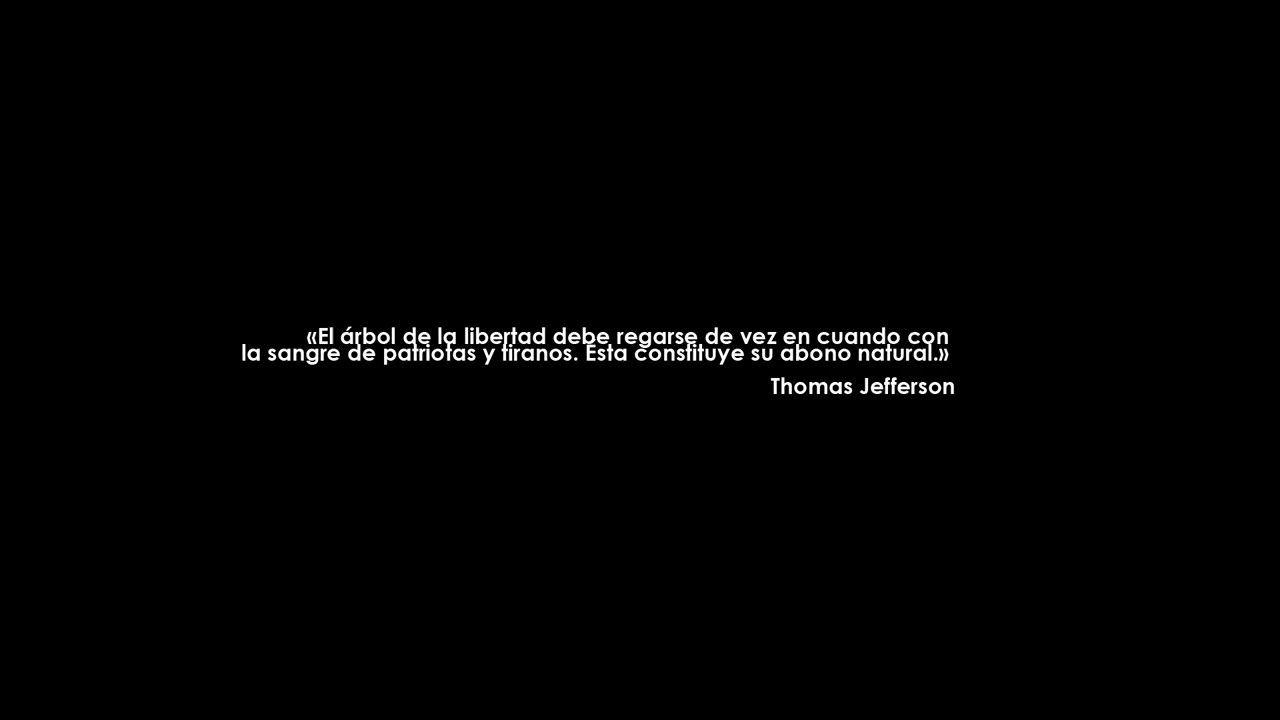 «El árbol de la libertad debe regarse de vez en cuando con
la sangre de patriotas y tiranos. Esta constituye su abono natural.»
Thomas Jefferson